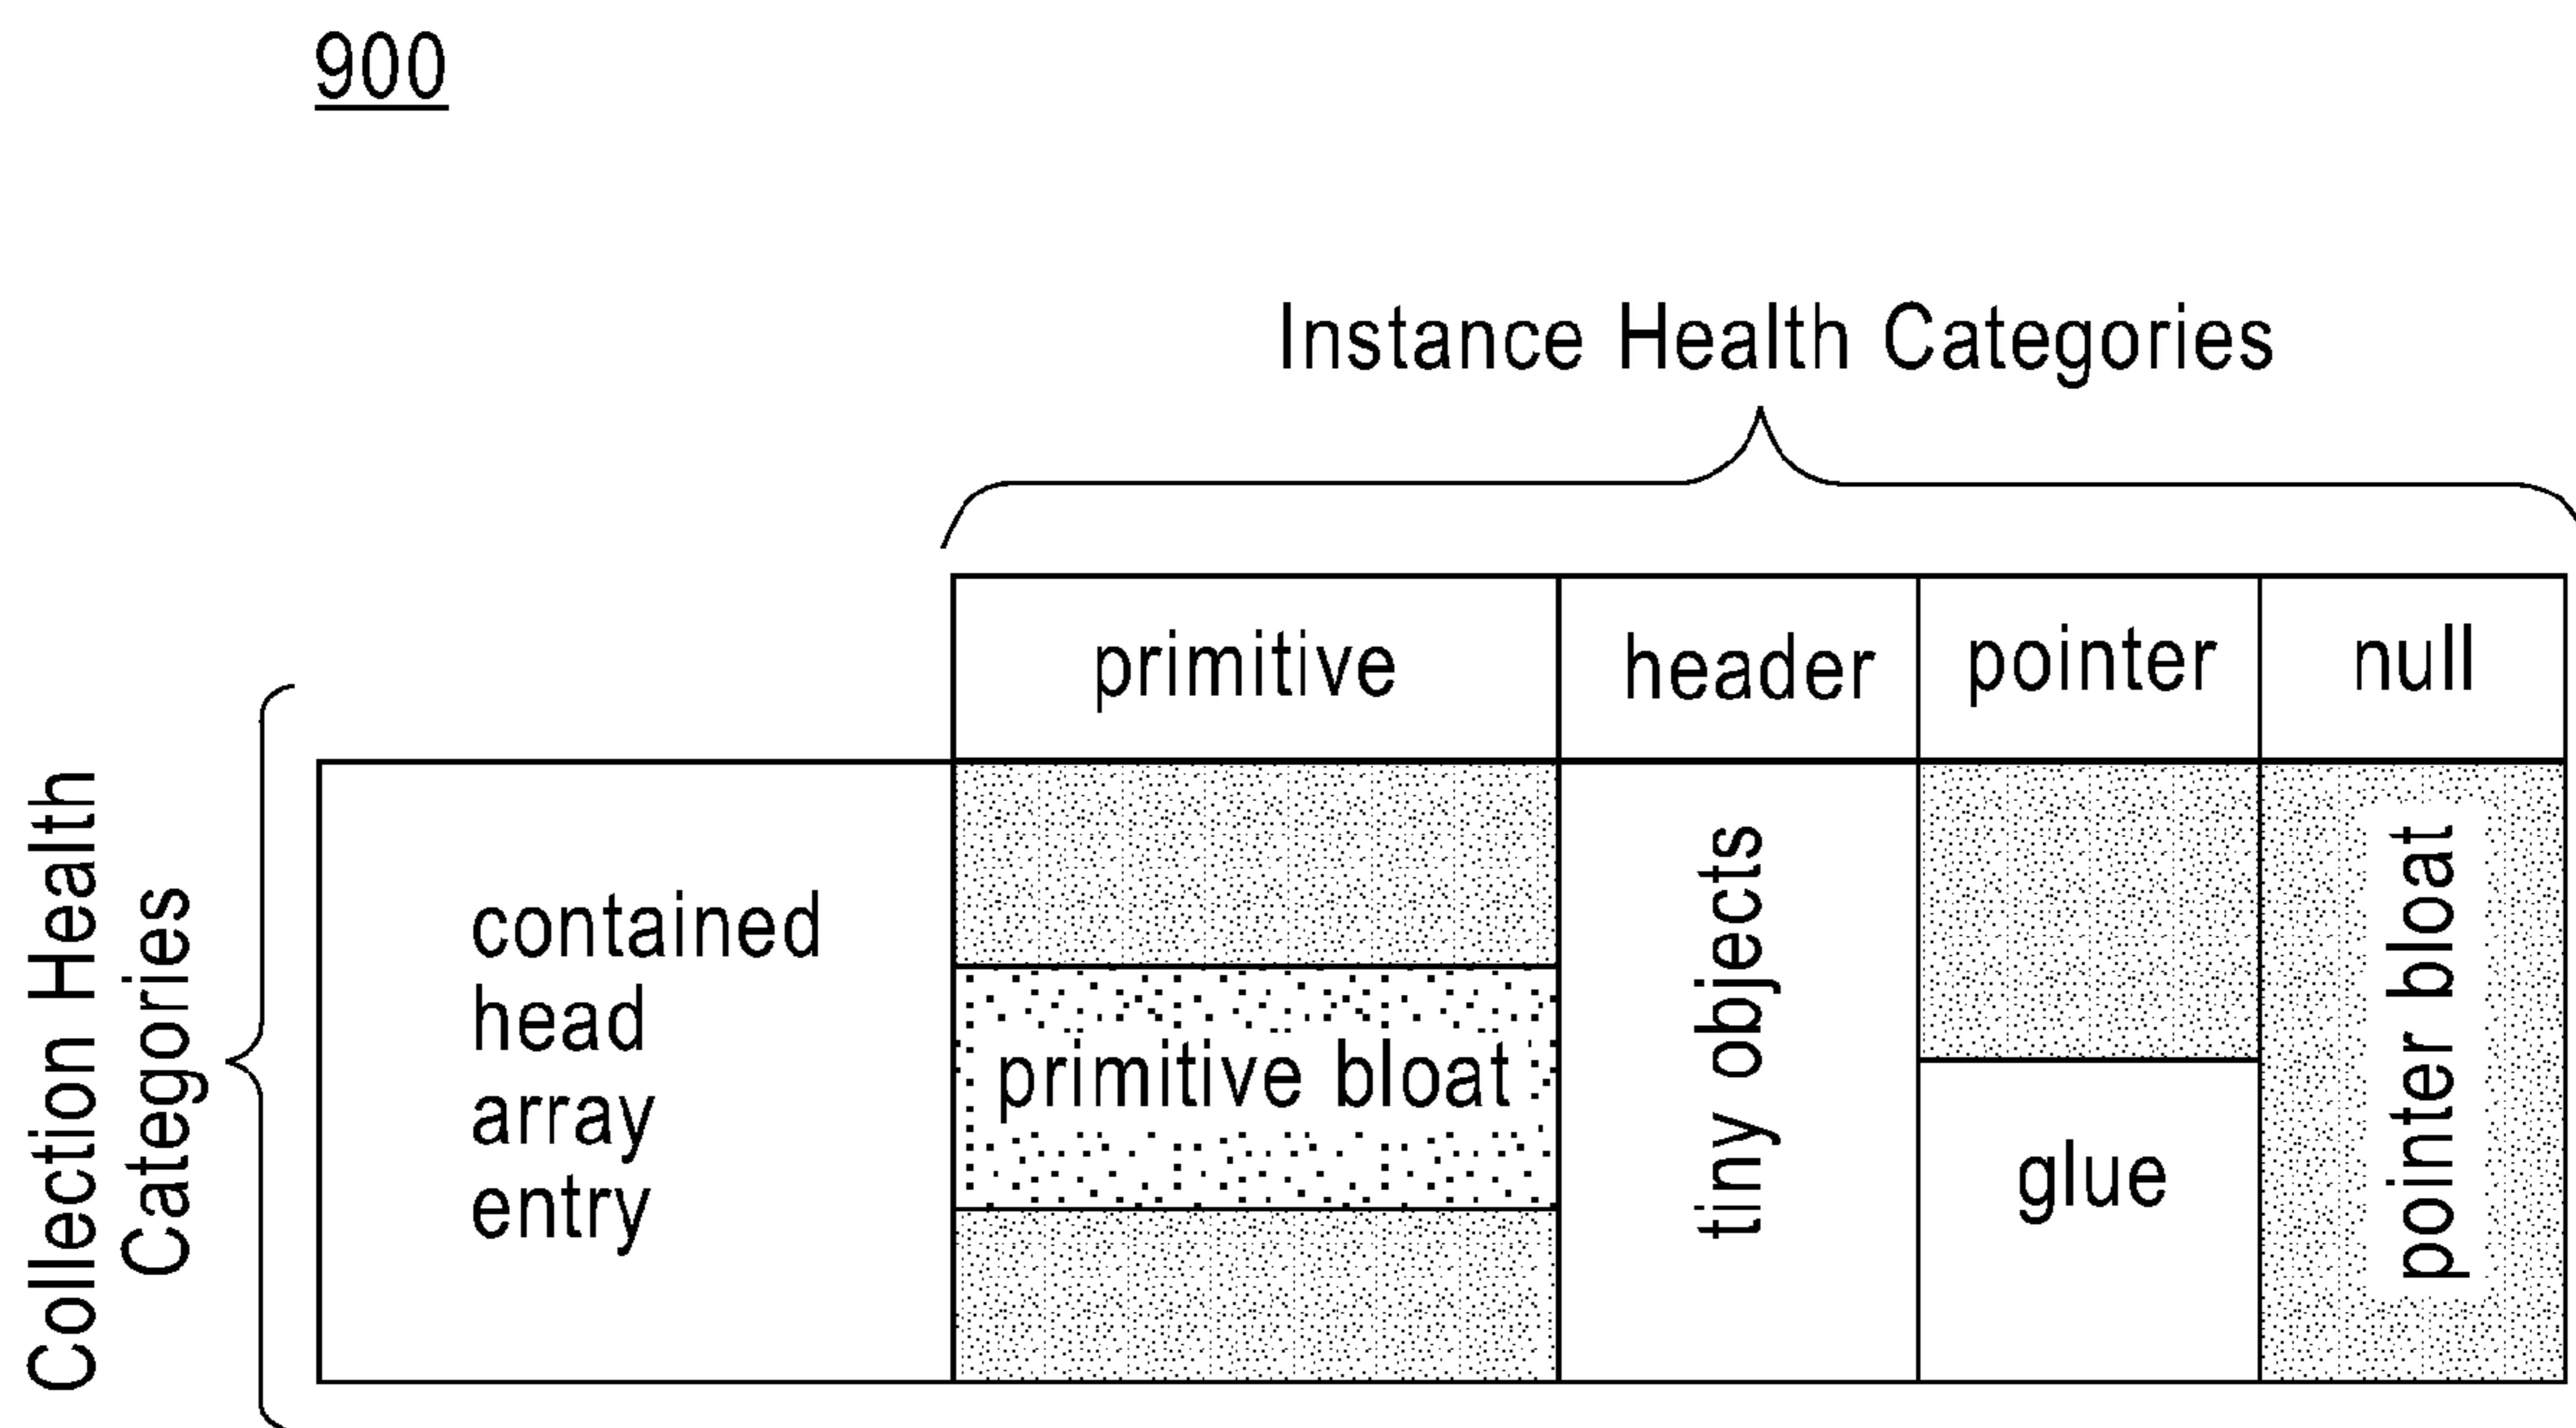 900
Instance Health Categories
primitive header pointer null
Collection Health
Categories
contained
head
array
entry
primitive bloat
tiny objects
glue
pointer bloat